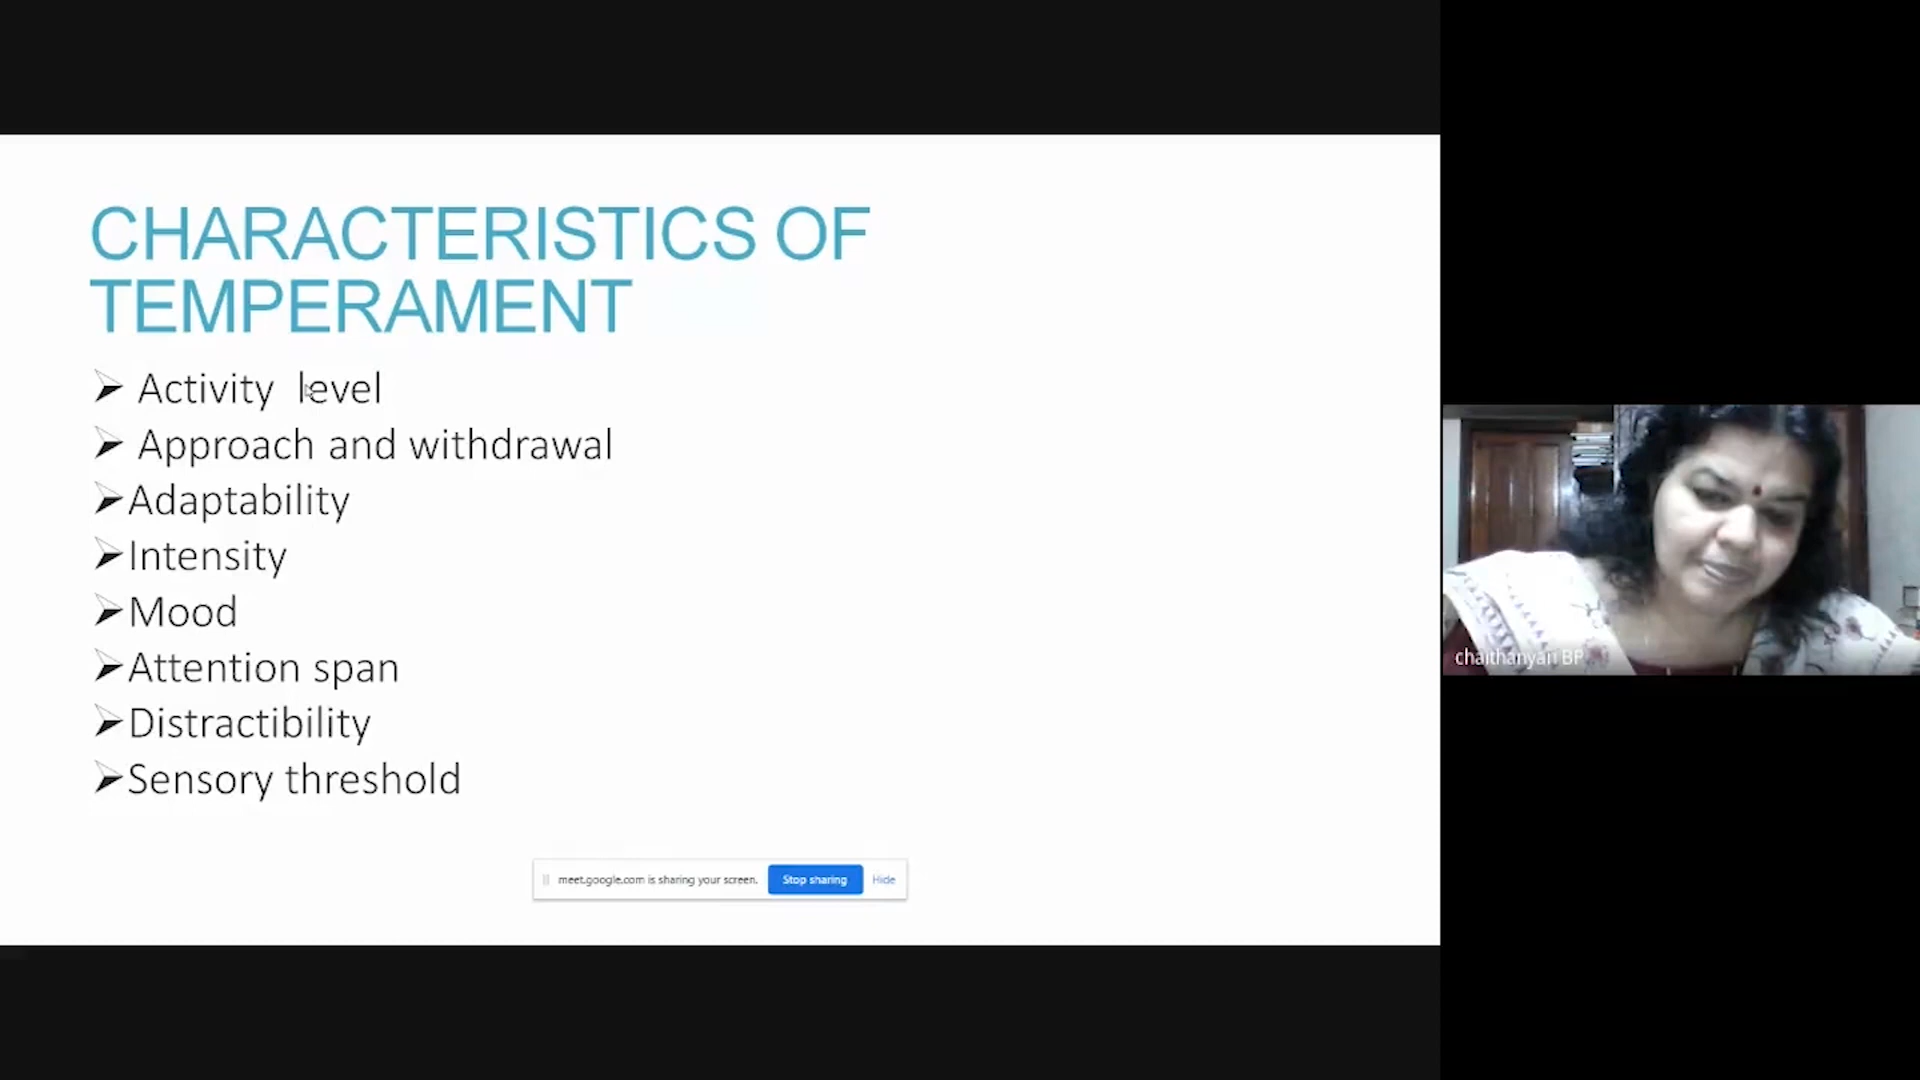 CHARACTERISTICS OF
TEMPERAMENT
Activity level
Approach and withdrawal
Adaptability
Intensity
Mood
Attention span
Distractibility
Sensory threshold
meet.google.com is sharing your screen. Stop sharing Hide
chaithanyan BP